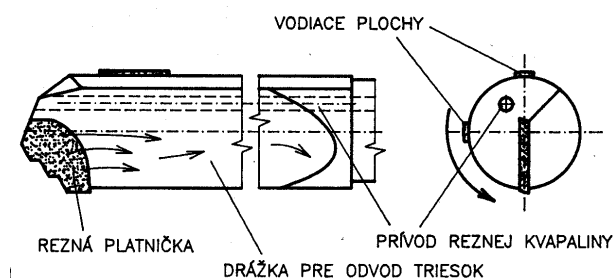 VODIACE PLOCHY
REZNÁ PLATNIČKA
PRÍVOD REZNEJ KVAPALINY
DRÁŽKA PRE ODVOD TRIESOK